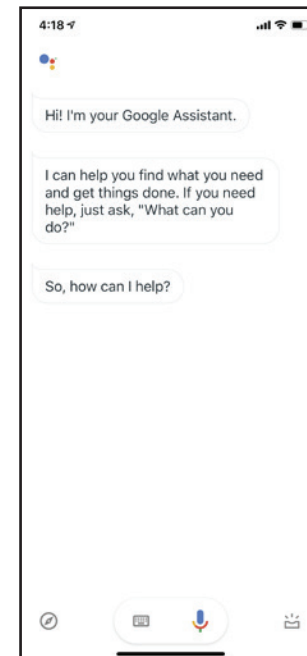 4:18
Hi! I'm your Google Assistant.
I can help you find what you need
and get things done. If you need
help, just ask, "What can you
do?"
So, how can I help?